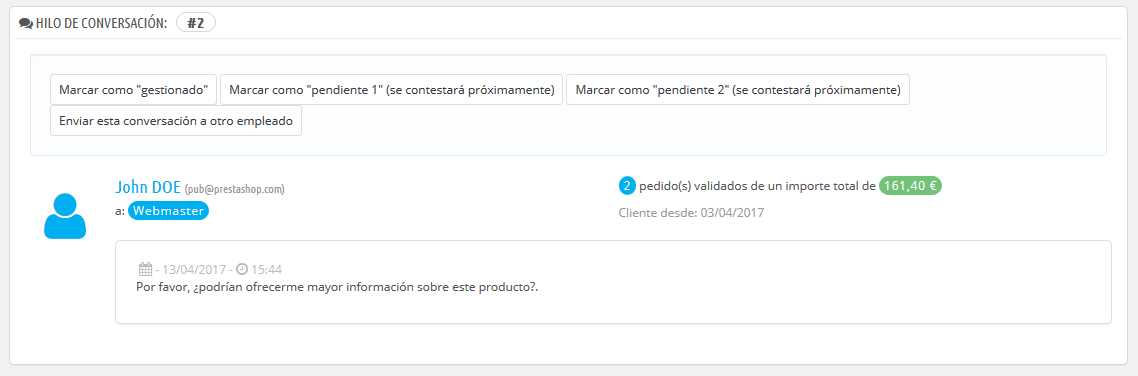 HILO DE CONVERSACIÓN: #2
Marcar como "gestionado" Marcar como "pendiente 1" (se contestará próximamente) Marcar como "pendiente 2" (se contestará próximamente)
Enviar esta conversación a otro empleado
John DOE (pub@prestashop.com)
a: Webmaster
2 pedido(s) validados de un importe total de 161,40 €
Cliente desde: 03/04/2017
- 13/04/2017 - 15:44
Por favor, ¿podrían ofrecerme mayor información sobre este producto?.